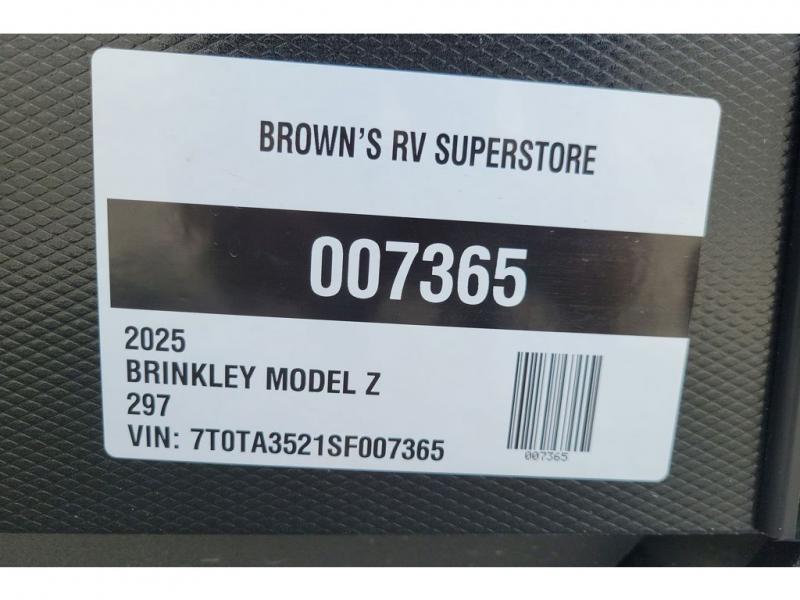 BROWN'S RV SUPERSTORE
007365
2025
BRINKLEY MODEL Z
297
VIN: 7T0TA3521SF007365
007365